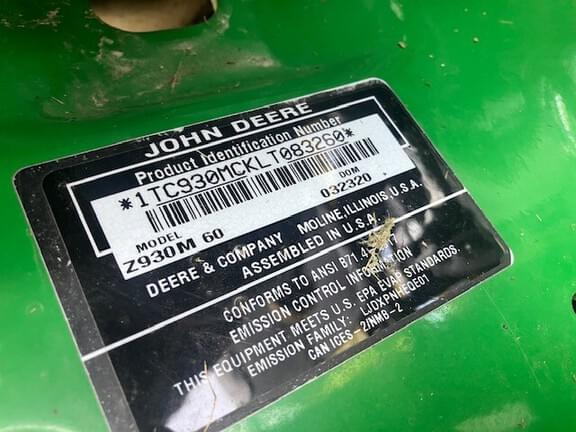 JOHN DEERE
Product Identification Number
*1TC930MCKLT083260*
MODEL DOM
Z930M 60 032320
DEERE & COMPANY MOLINE, ILLINOIS, U.S.A.
ASSEMBLED IN U.S.A.
CONFORMS TO ANSI B71.4
EMISSION CONTROL INFORMATION
THIS EQUIPMENT MEETS U.S. EPA EVAP STANDARDS.
EMISSION FAMILY:
CAN ICES-2/NMB-2